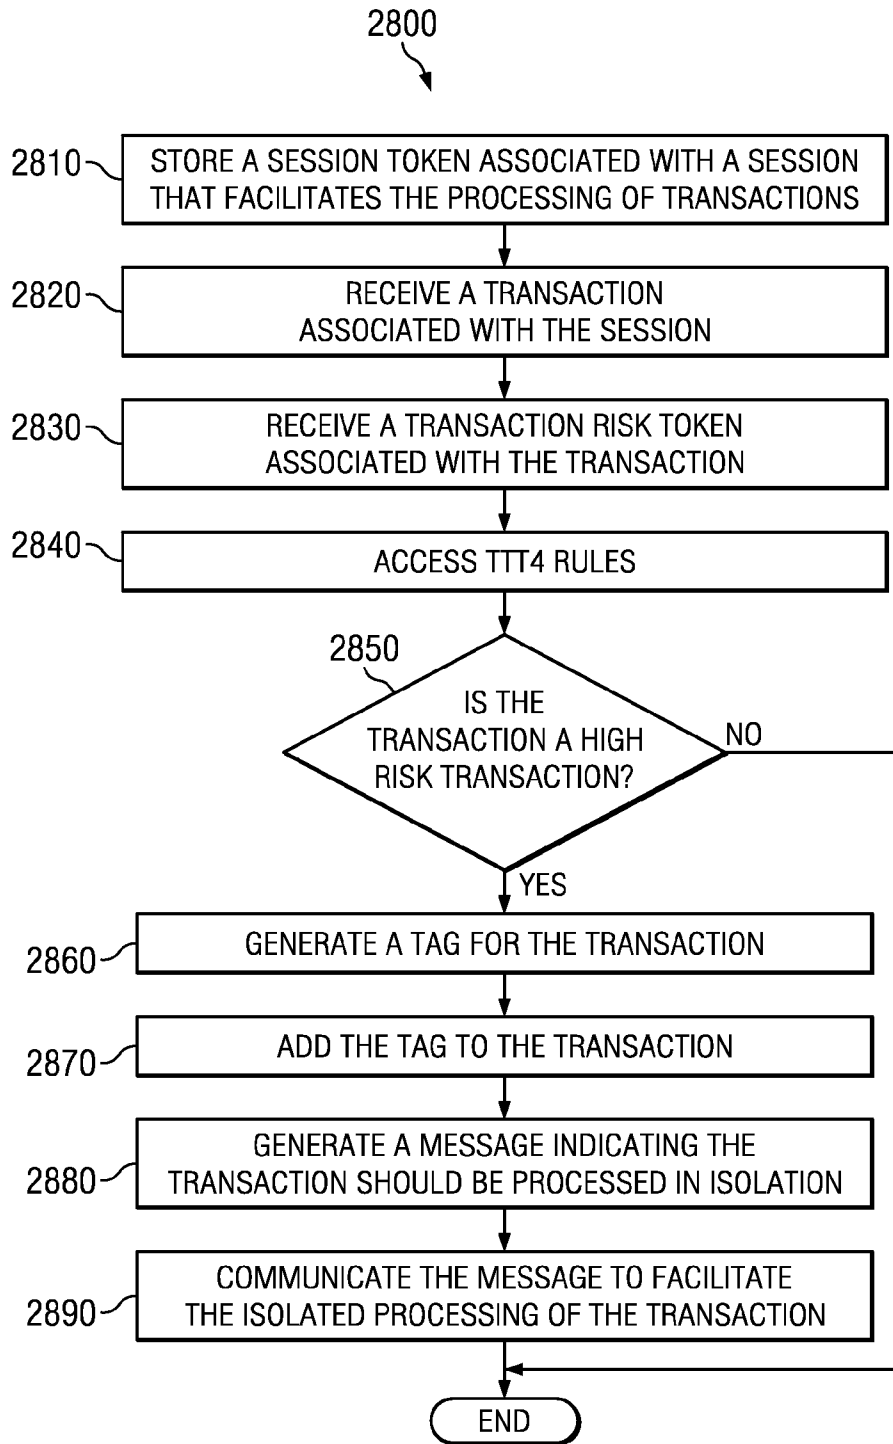 2800
2810
STORE A SESSION TOKEN ASSOCIATED WITH A SESSION
THAT FACILITATES THE PROCESSING OF TRANSACTIONS
2820
RECEIVE A TRANSACTION
ASSOCIATED WITH THE SESSION
2830
RECEIVE A TRANSACTION RISK TOKEN
ASSOCIATED WITH THE TRANSACTION
2840
ACCESS TTT4 RULES
2850
IS THE
TRANSACTION A HIGH
RISK TRANSACTION?
NO
YES
2860
GENERATE A TAG FOR THE TRANSACTION
2870
ADD THE TAG TO THE TRANSACTION
2880
GENERATE A MESSAGE INDICATING THE
TRANSACTION SHOULD BE PROCESSED IN ISOLATION
2890
COMMUNICATE THE MESSAGE TO FACILITATE
THE ISOLATED PROCESSING OF THE TRANSACTION
END